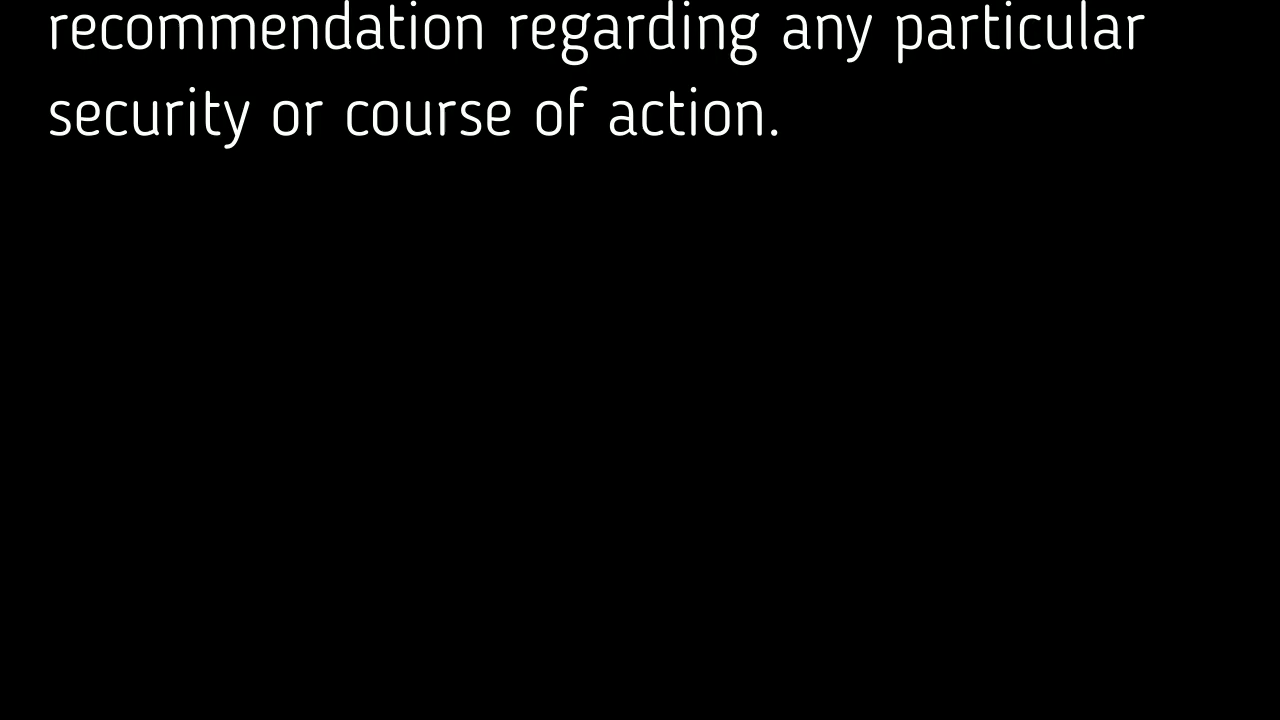 recommendation regarding any particular
security or course of action.